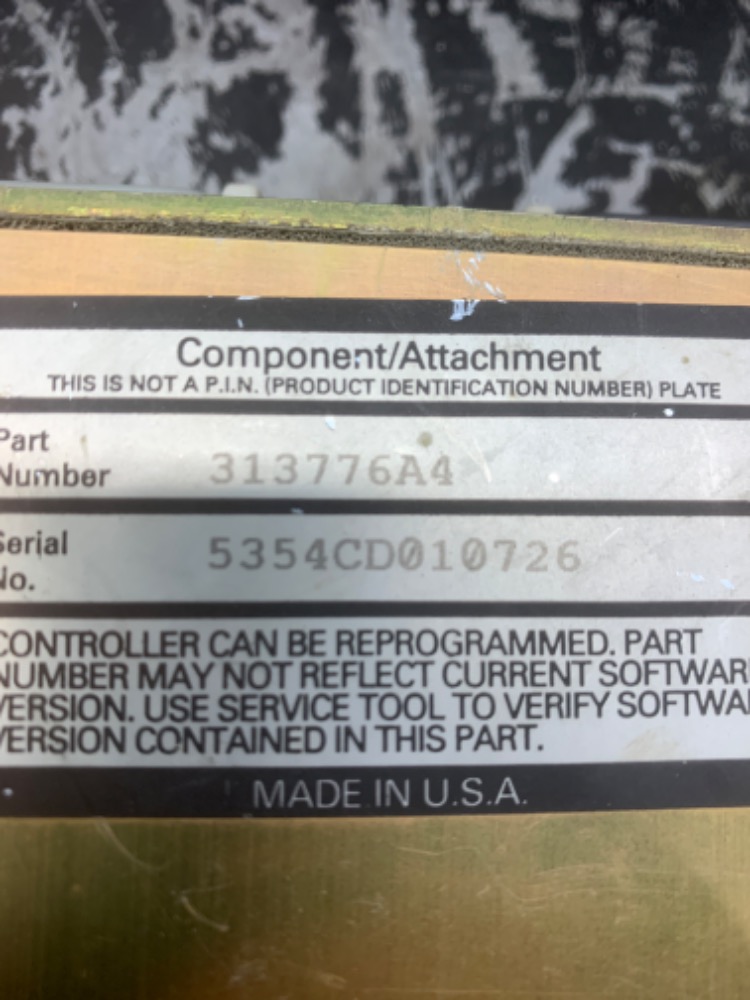 Component/Attachment
THIS IS NOT A P.I.N. (PRODUCT IDENTIFICATION NUMBER) PLATE
Part
Number 313776A4
Serial
No. 5354CD010726
CONTROLLER CAN BE REPROGRAMMED. PART
NUMBER MAY NOT REFLECT CURRENT SOFTWAR
VERSION. USE SERVICE TOOL TO VERIFY SOFTWA
VERSION CONTAINED IN THIS PART.
MADE IN U.S.A.